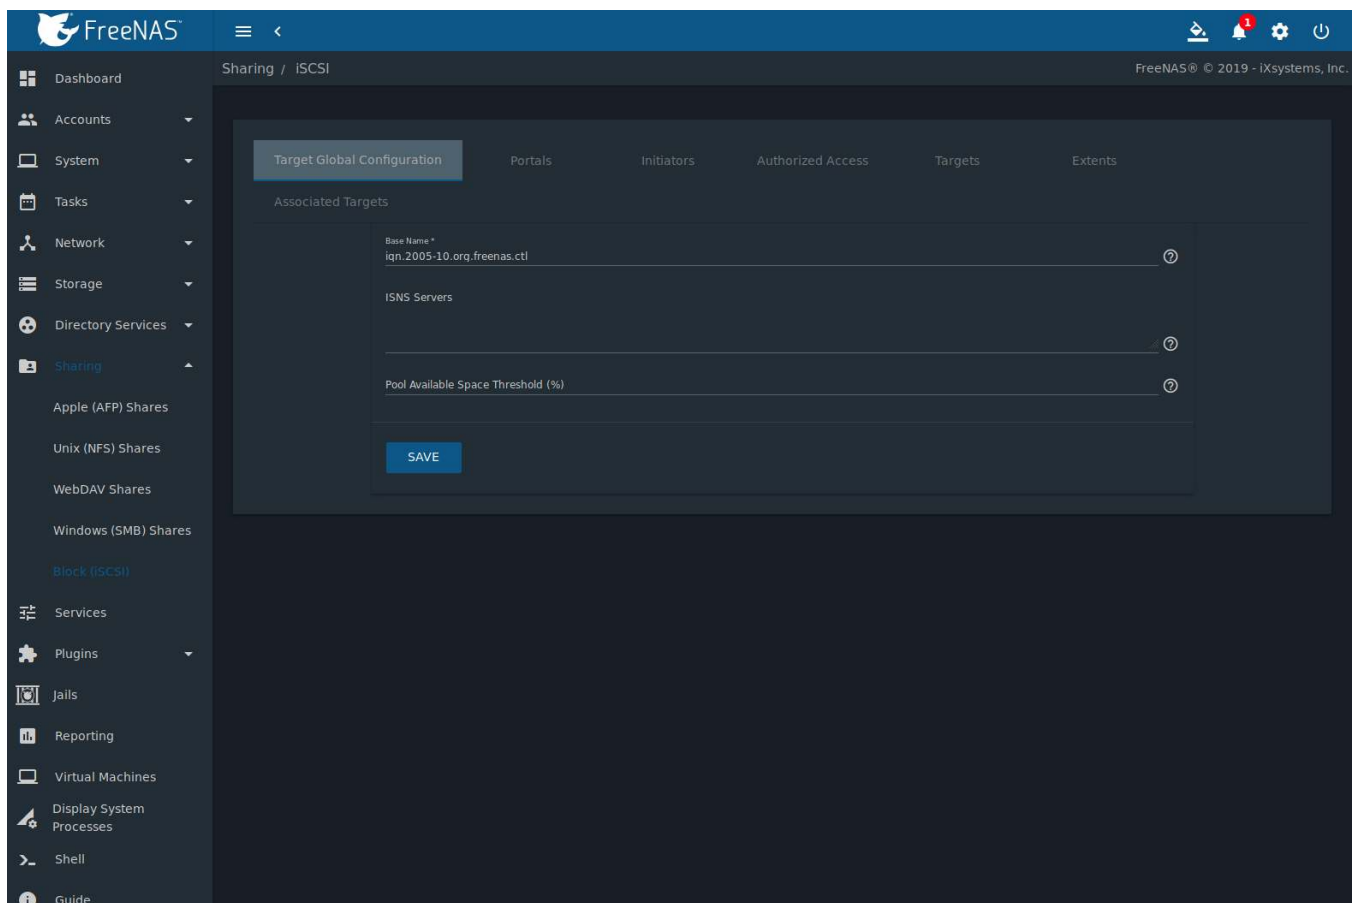 FreeNAS™
1
Sharing / iSCSI
FreeNAS® © 2019 - iXsystems, Inc.
Dashboard
Accounts
System
Tasks
Network
Storage
Directory Services
Sharing
Apple (AFP) Shares
Unix (NFS) Shares
WebDAV Shares
Windows (SMB) Shares
Block (iSCSI)
Services
Plugins
Jails
Reporting
Virtual Machines
Display System
Processes
Shell
Guide
Target Global Configuration
Portals
Initiators
Authorized Access
Targets
Extents
Associated Targets
Base Name *
iqn.2005-10.org.freenas.ctl
ISNS Servers
Pool Available Space Threshold (%)
SAVE